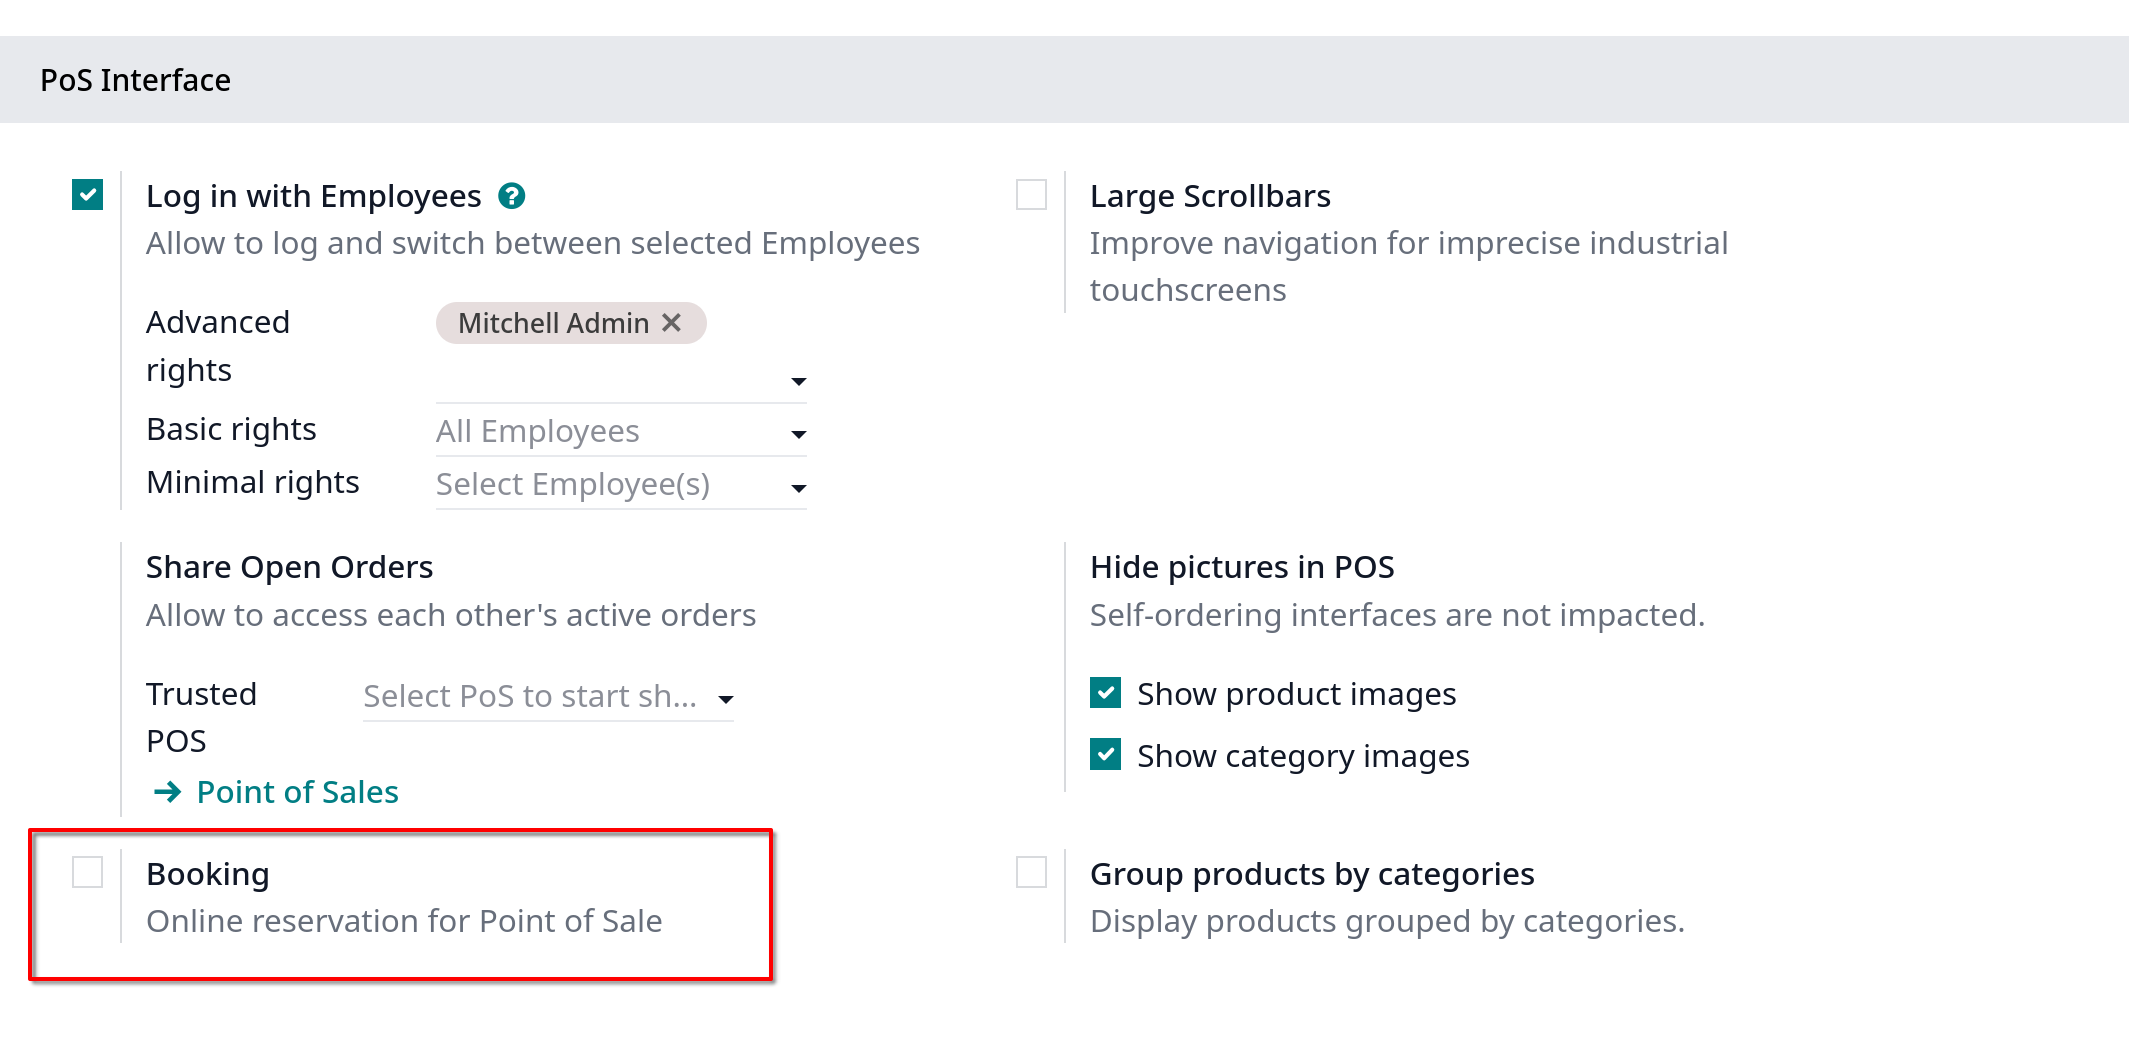 PoS Interface
Log in with Employees
Allow to log and switch between selected Employees
Advanced
rights
Mitchell Admin
Basic rights
All Employees
Minimal rights
Select Employee(s)
Large Scrollbars
Improve navigation for imprecise industrial
touchscreens
Share Open Orders
Allow to access each other's active orders
Trusted
POS
Select PoS to start sh...
Point of Sales
Hide pictures in POS
Self-ordering interfaces are not impacted.
Show product images
Show category images
Booking
Online reservation for Point of Sale
Group products by categories
Display products grouped by categories.